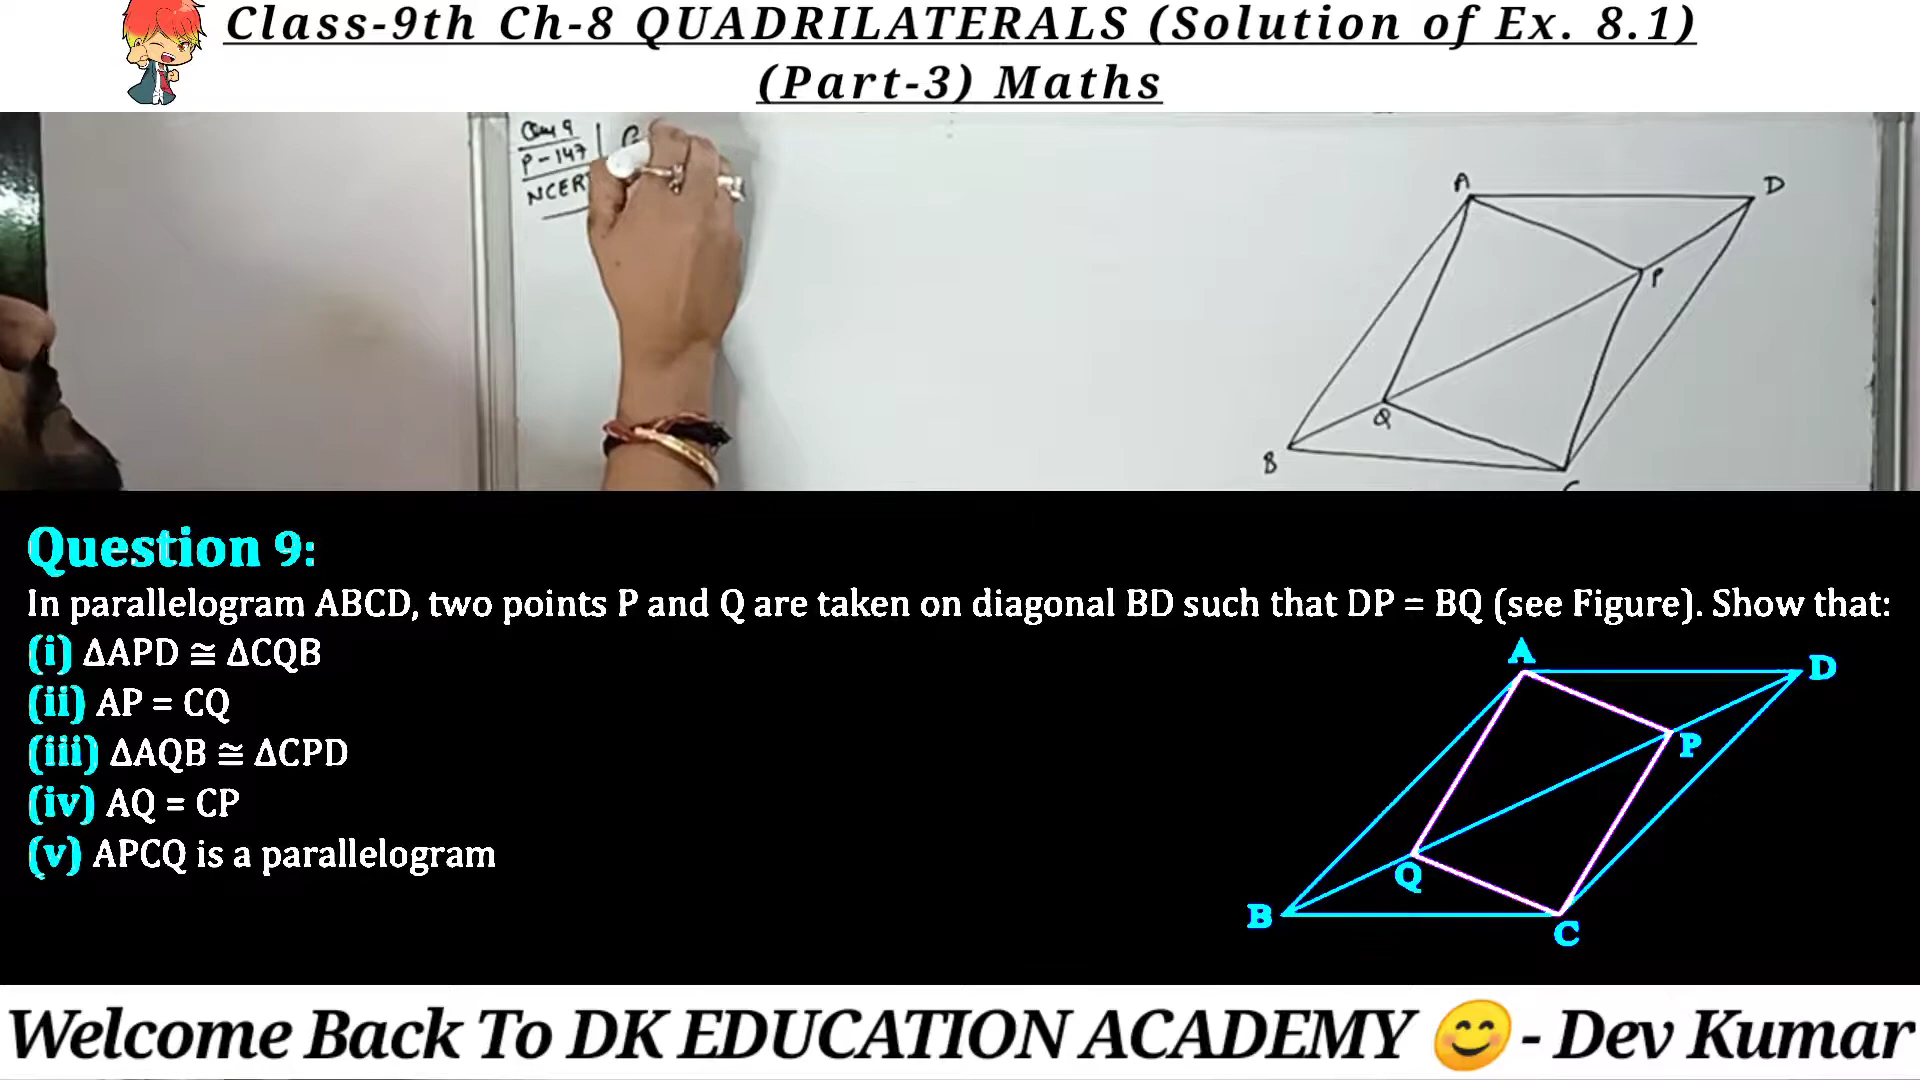 Class-9th Ch-8 QUADRILATERALS (Solution of Ex. 8.1)
(Part-3) Maths
P-147
NCER
A
D
P
Q
B
Question 9:
In parallelogram ABCD, two points P and Q are taken on diagonal BD such that DP = BQ (see Figure). Show that:
(i) ΔAPD ≅ ΔCQB
(ii) AP = CQ
(iii) ΔAQB ≅ ΔCPD
(iv) AQ = CP
(v) APCQ is a parallelogram
A
D
P
Q
B
C
Welcome Back To DK EDUCATION ACADEMY 😊 - Dev Kumar